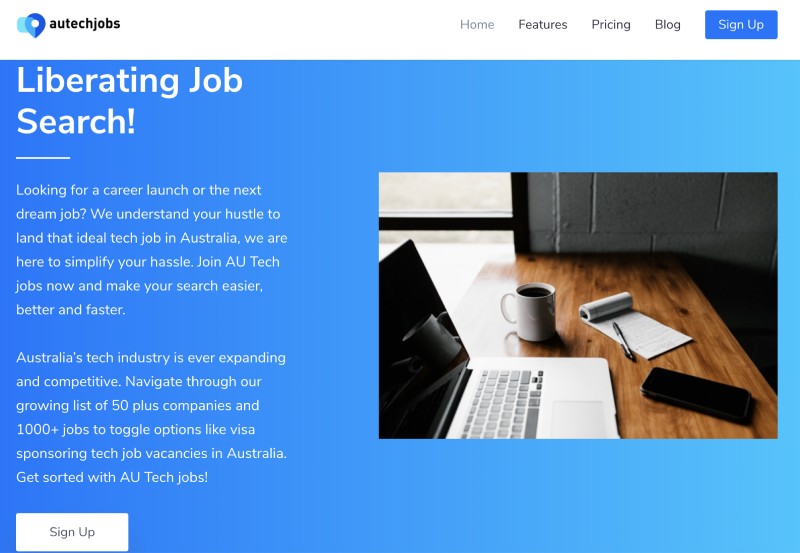 autechjobs
Home Features Pricing Blog Sign Up
Liberating Job
Search!
Looking for a career launch or the next
dream job? We understand your hustle to
land that ideal tech job in Australia, we are
here to simplify your hassle. Join AU Tech
jobs now and make your search easier,
better and faster.
Australia's tech industry is ever expanding
and competitive. Navigate through our
growing list of 50 plus companies and
1000+ jobs to toggle options like visa
sponsoring tech job vacancies in Australia.
Get sorted with AU Tech jobs!
Sign Up